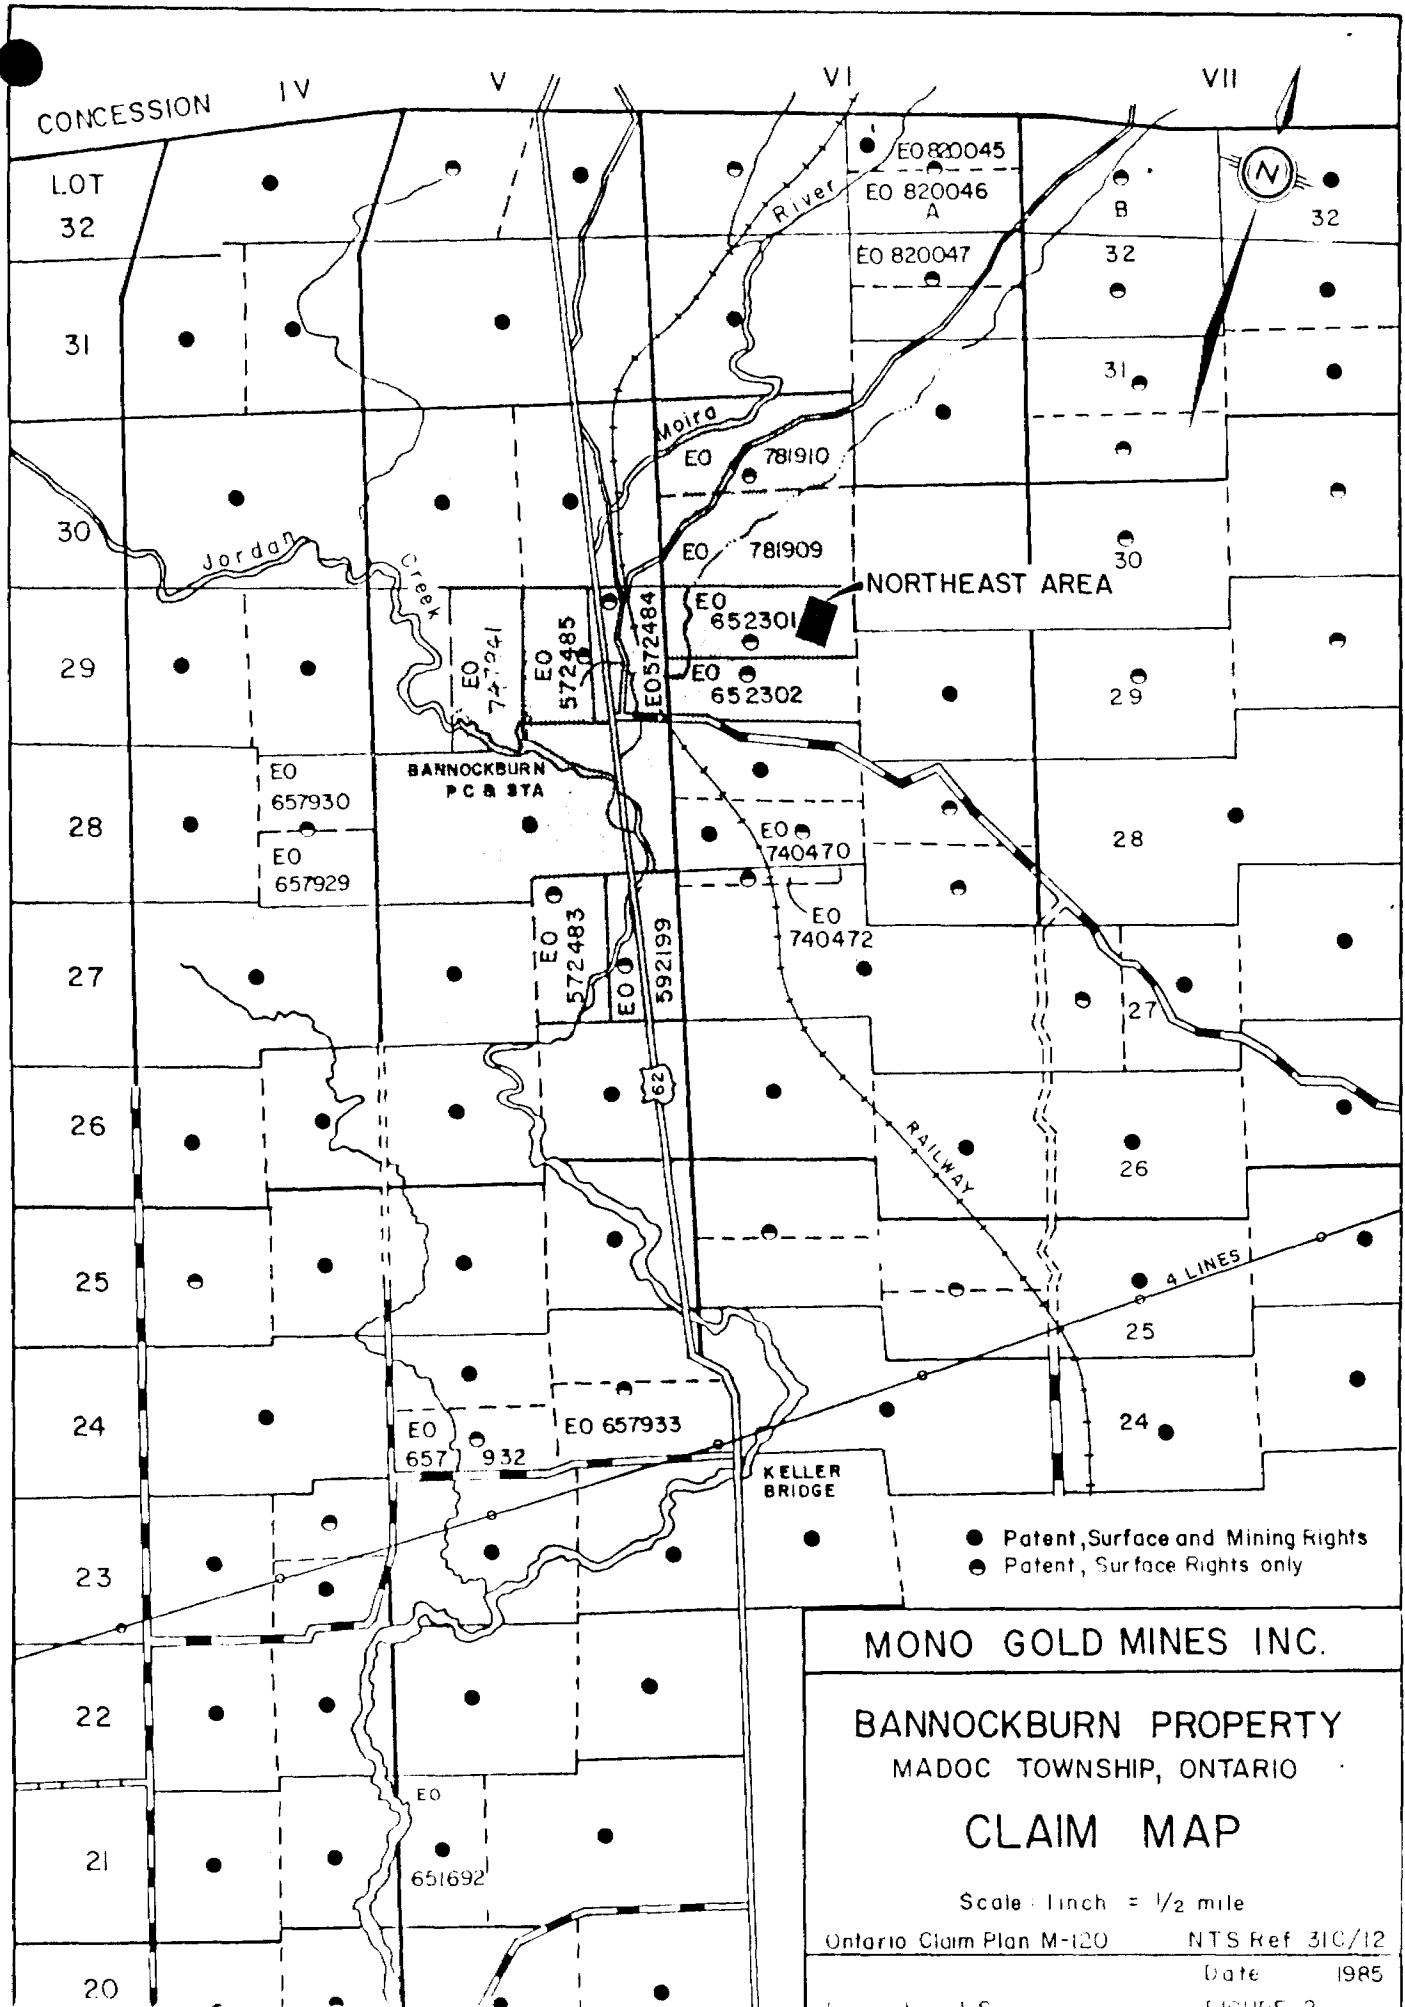 CONCESSION IV V VI VII
LOT
32
EO 820045
EO 820046
A
B
N
32
River
EO 820047
32
31
31
Moira
EO 781910
30
Jordan
Creek
EO 781909
30
NORTHEAST AREA
29
EO
EO
572485
EO572484
EO
652301
EO
652302
29
BANNOCKBURN
28
EO
657930
EO
657929
EO
740470
28
EO
740472
27
EO
572483
EO
592199
27
62
26
RAILWAY
26
25
4 LINES
25
24
EO
657 932
EO 657933
24
KELLER
BRIDGE
23
Patent, Surface and Mining Rights
Patent, Surface Rights only
22
21
EO
651692
20
MONO GOLD MINES INC.
BANNOCKBURN PROPERTY
MADOC TOWNSHIP, ONTARIO
CLAIM MAP
Scale : 1 inch = 1/2 mile
Ontario Claim Plan M-120 NTS Ref 31C/12
Date 1985